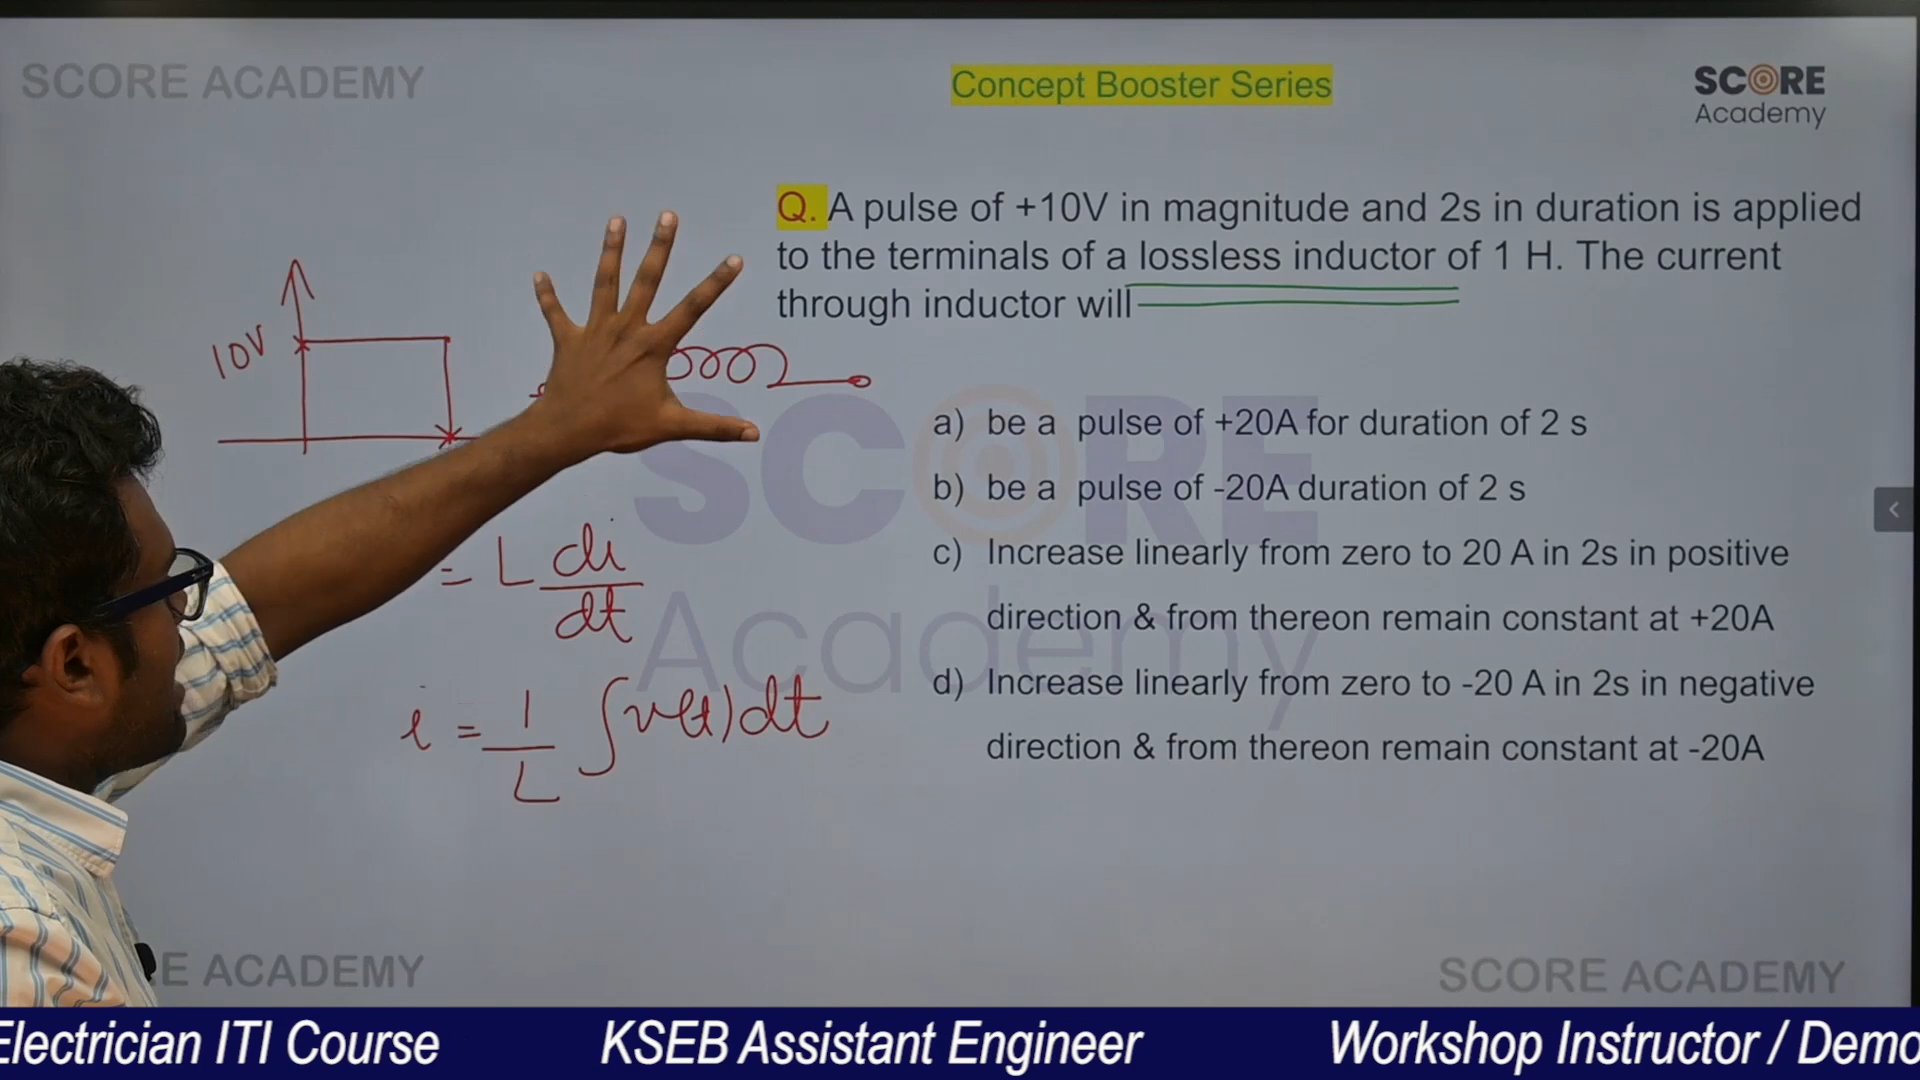 SCORE ACADEMY
Concept Booster Series
SCORE
Academy
Q. A pulse of +10V in magnitude and 2s in duration is applied
to the terminals of a lossless inductor of 1 H. The current
through inductor will
10V
a) be a pulse of +20A for duration of 2 s
b) be a pulse of -20A duration of 2 s
c) Increase linearly from zero to 20 A in 2s in positive
direction & from thereon remain constant at +20A
d) Increase linearly from zero to -20 A in 2s in negative
direction & from thereon remain constant at -20A
= L di/dt
i = 1/L ∫v(t)dt
SCORE
Academy
E ACADEMY
SCORE ACADEMY
Electrician ITI Course KSEB Assistant Engineer Workshop Instructor / Demo